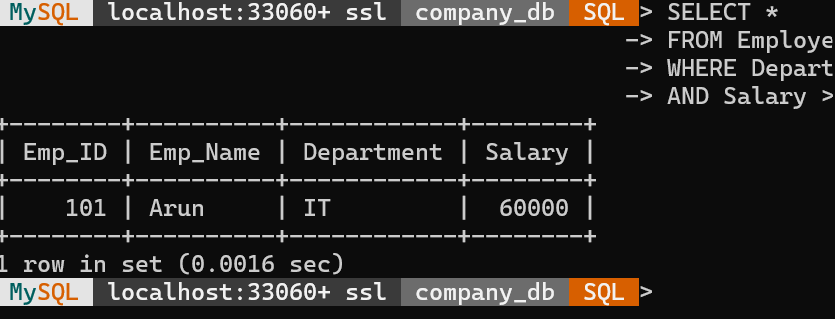 MySQL localhost:33060+ ssl company_db SQL > SELECT *
-> FROM Employe
-> WHERE Depart
-> AND Salary >
+--------+----------+------------+--------+
| Emp_ID | Emp_Name | Department | Salary |
+--------+----------+------------+--------+
| 101 | Arun | IT | 60000 |
+--------+----------+------------+--------+
1 row in set (0.0016 sec)
MySQL localhost:33060+ ssl company_db SQL >